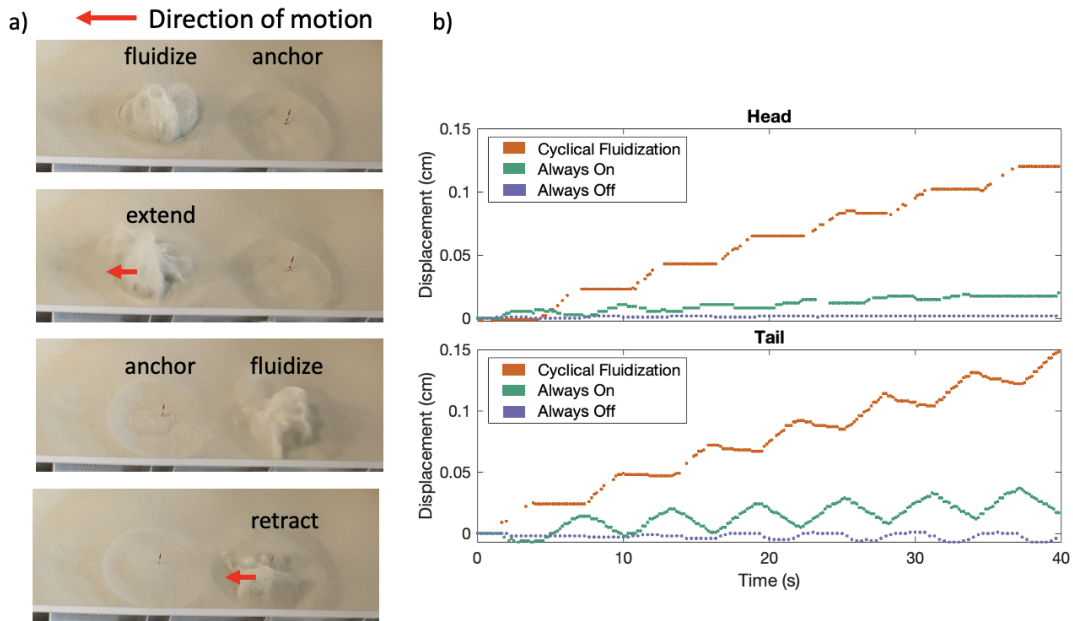 a)
Direction of motion
fluidize anchor
extend
anchor fluidize
retract
b)
Head
0.15
0.1
0.05
0
Displacement (cm)
Cyclical Fluidization
Always On
Always Off
Tail
0.15
0.1
0.05
0
Displacement (cm)
Cyclical Fluidization
Always On
Always Off
0 10 20 30 40
Time (s)